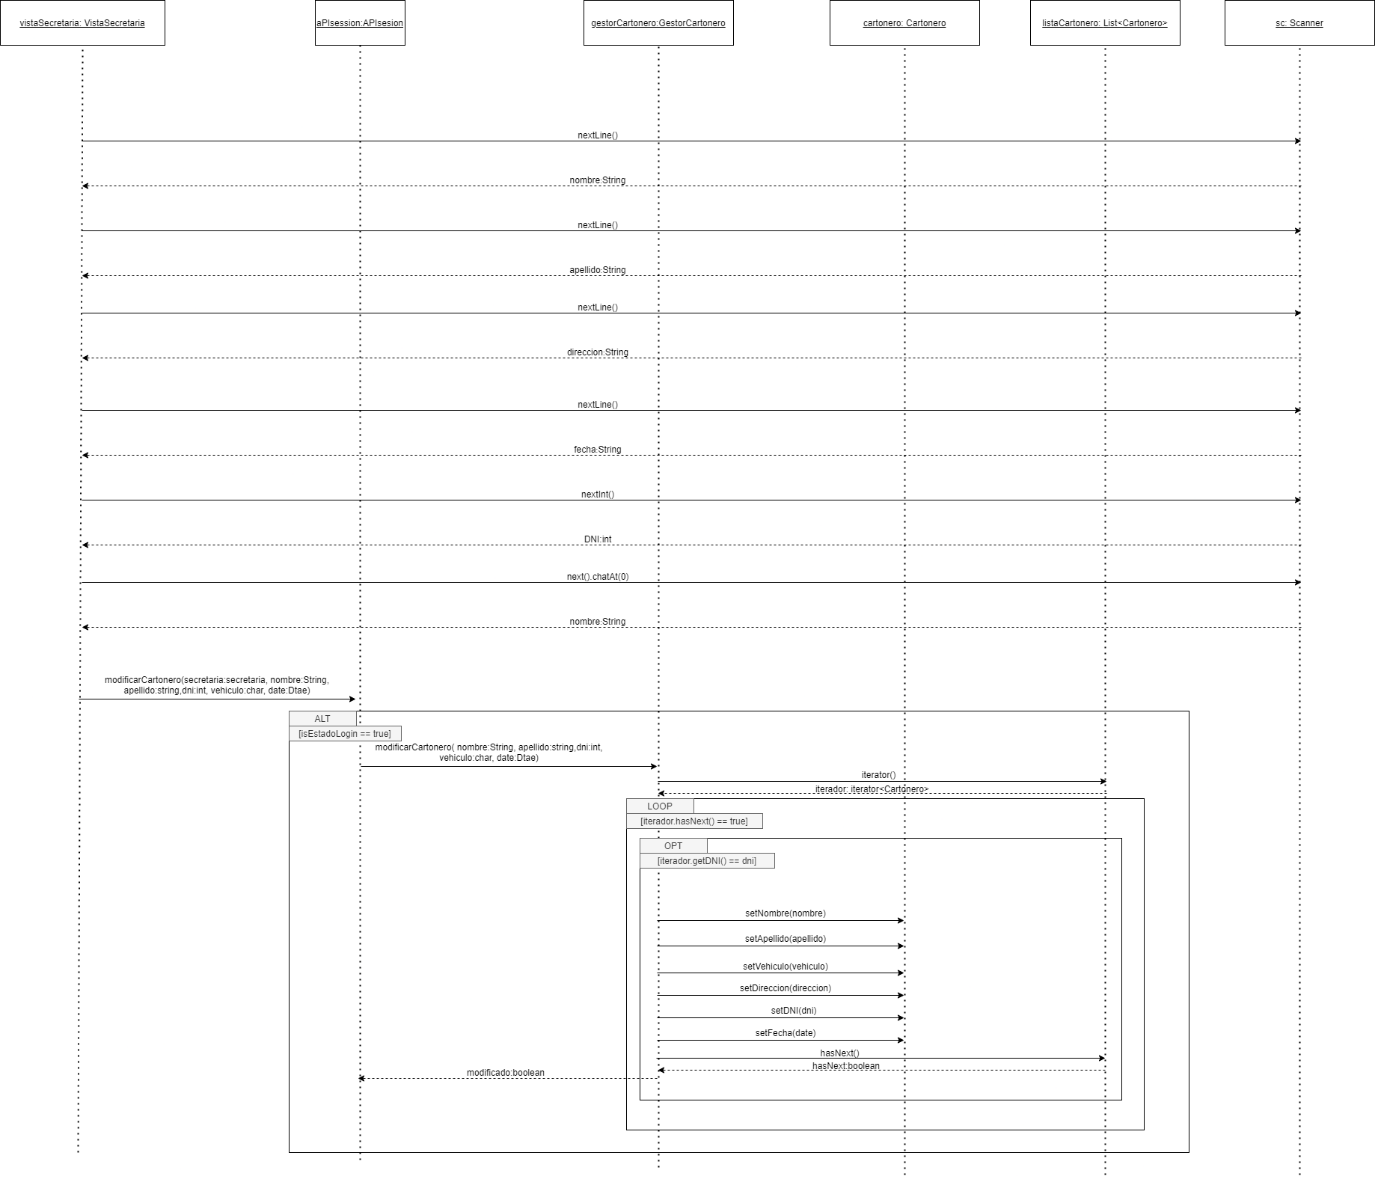 vistaSecretaria: VistaSecretaria
aPIsession:APIsesion
gestorCartonero:GestorCartonero
cartonero: Cartonero
listaCartonero: List<Cartonero>
sc: Scanner
nextLine()
nombre:String
nextLine()
apellido:String
nextLine()
direccion:String
nextLine()
fecha:String
nextInt()
DNI:int
next().chatAt(0)
nombre:String
modificarCartonero(secretaria:secretaria, nombre:String,
apellido:string,dni:int, vehiculo:char, date:Dtae)
ALT
[isEstadoLogin == true]
modificarCartonero( nombre:String, apellido:string,dni:int,
vehiculo:char, date:Dtae)
iterator()
iterador: iterator<Cartonero>
LOOP
[iterador.hasNext() == true]
OPT
[iterador.getDNI() == dni]
setNombre(nombre)
setApellido(apellido)
setVehiculo(vehiculo)
setDireccion(direccion)
setDNI(dni)
setFecha(date)
hasNext()
hasNext:boolean
modificado:boolean